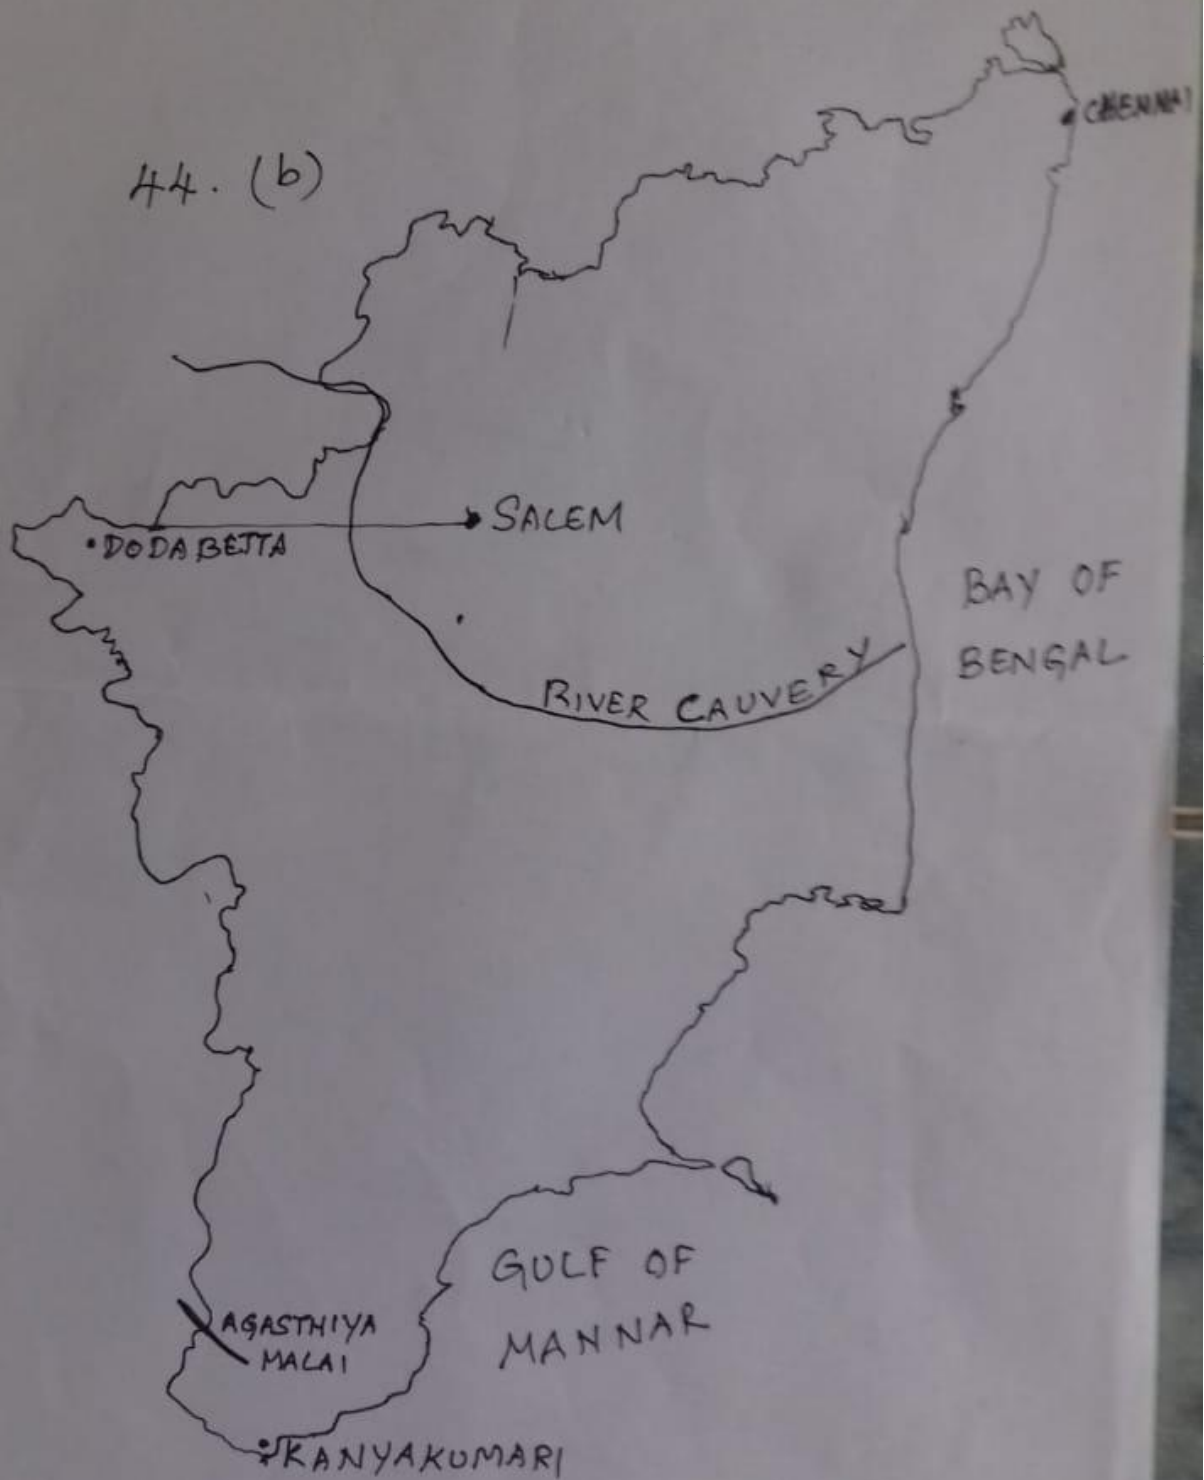 CHENNAI
44. (b)
SALEM
DODABETTA
BAY OF
BENGAL
RIVER CAUVERY
GULF OF
MANNAR
AGASTHIYA
MALAI
KANYAKUMARI